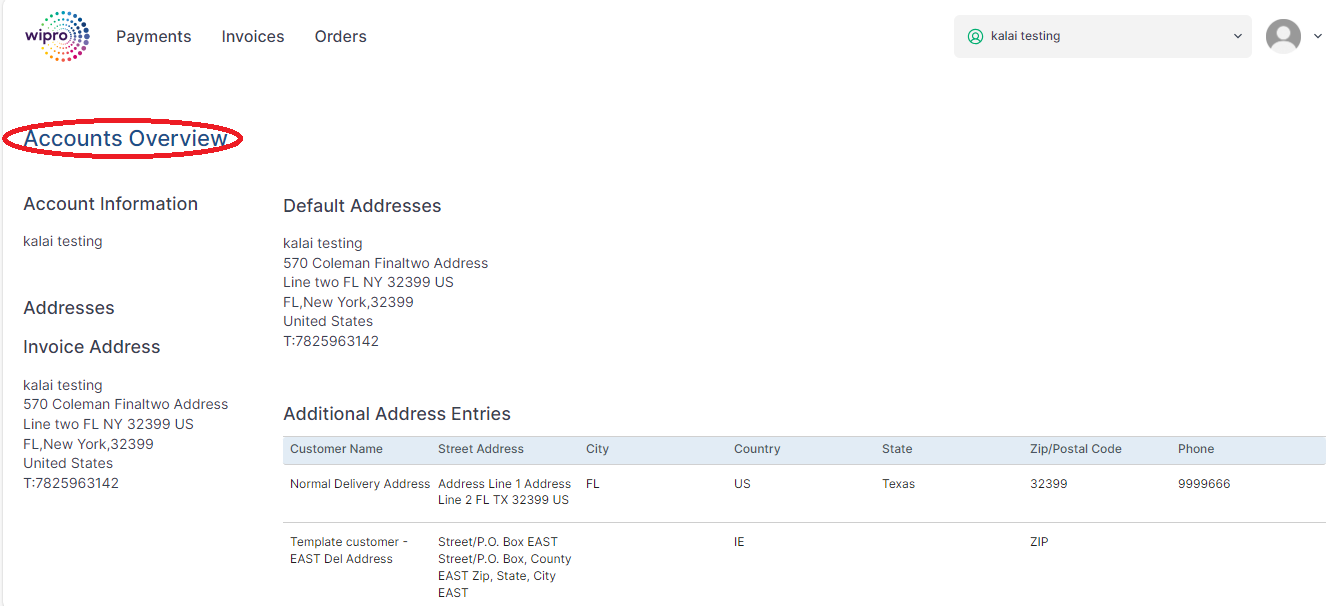 wipro
Payments Invoices Orders
kalai testing
Accounts Overview
Account Information
kalai testing
Addresses
Invoice Address
kalai testing
570 Coleman Finaltwo Address
Line two FL NY 32399 US
FL,New York,32399
United States
T:7825963142
Default Addresses
kalai testing
570 Coleman Finaltwo Address
Line two FL NY 32399 US
FL,New York,32399
United States
T:7825963142
Additional Address Entries
Customer Name Street Address City Country State Zip/Postal Code Phone
Normal Delivery Address Address Line 1 Address FL US Texas 32399 9999666
Line 2 FL TX 32399 US
Template customer - Street/P.O. Box EAST IE ZIP
EAST Del Address Street/P.O. Box, County
EAST Zip, State, City
EAST